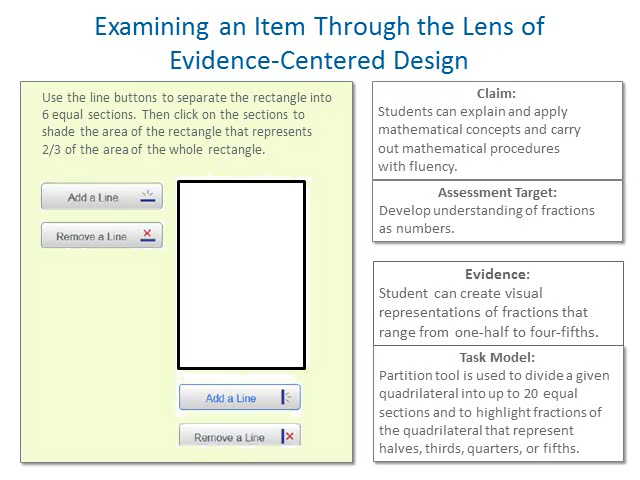 Examining an Item Through the Lens of
Evidence-Centered Design
Use the line buttons to separate the rectangle into
6 equal sections. Then click on the sections to
shade the area of the rectangle that represents
2/3 of the area of the whole rectangle.
Add a Line
Remove a Line
Add a Line
Remove a Line
Claim:
Students can explain and apply
mathematical concepts and carry
out mathematical procedures
with fluency.
Assessment Target:
Develop understanding of fractions
as numbers.
Evidence:
Student can create visual
representations of fractions that
range from one-half to four-fifths.
Task Model:
Partition tool is used to divide a given
quadrilateral into up to 20 equal
sections and to highlight fractions of
the quadrilateral that represent
halves, thirds, quarters, or fifths.